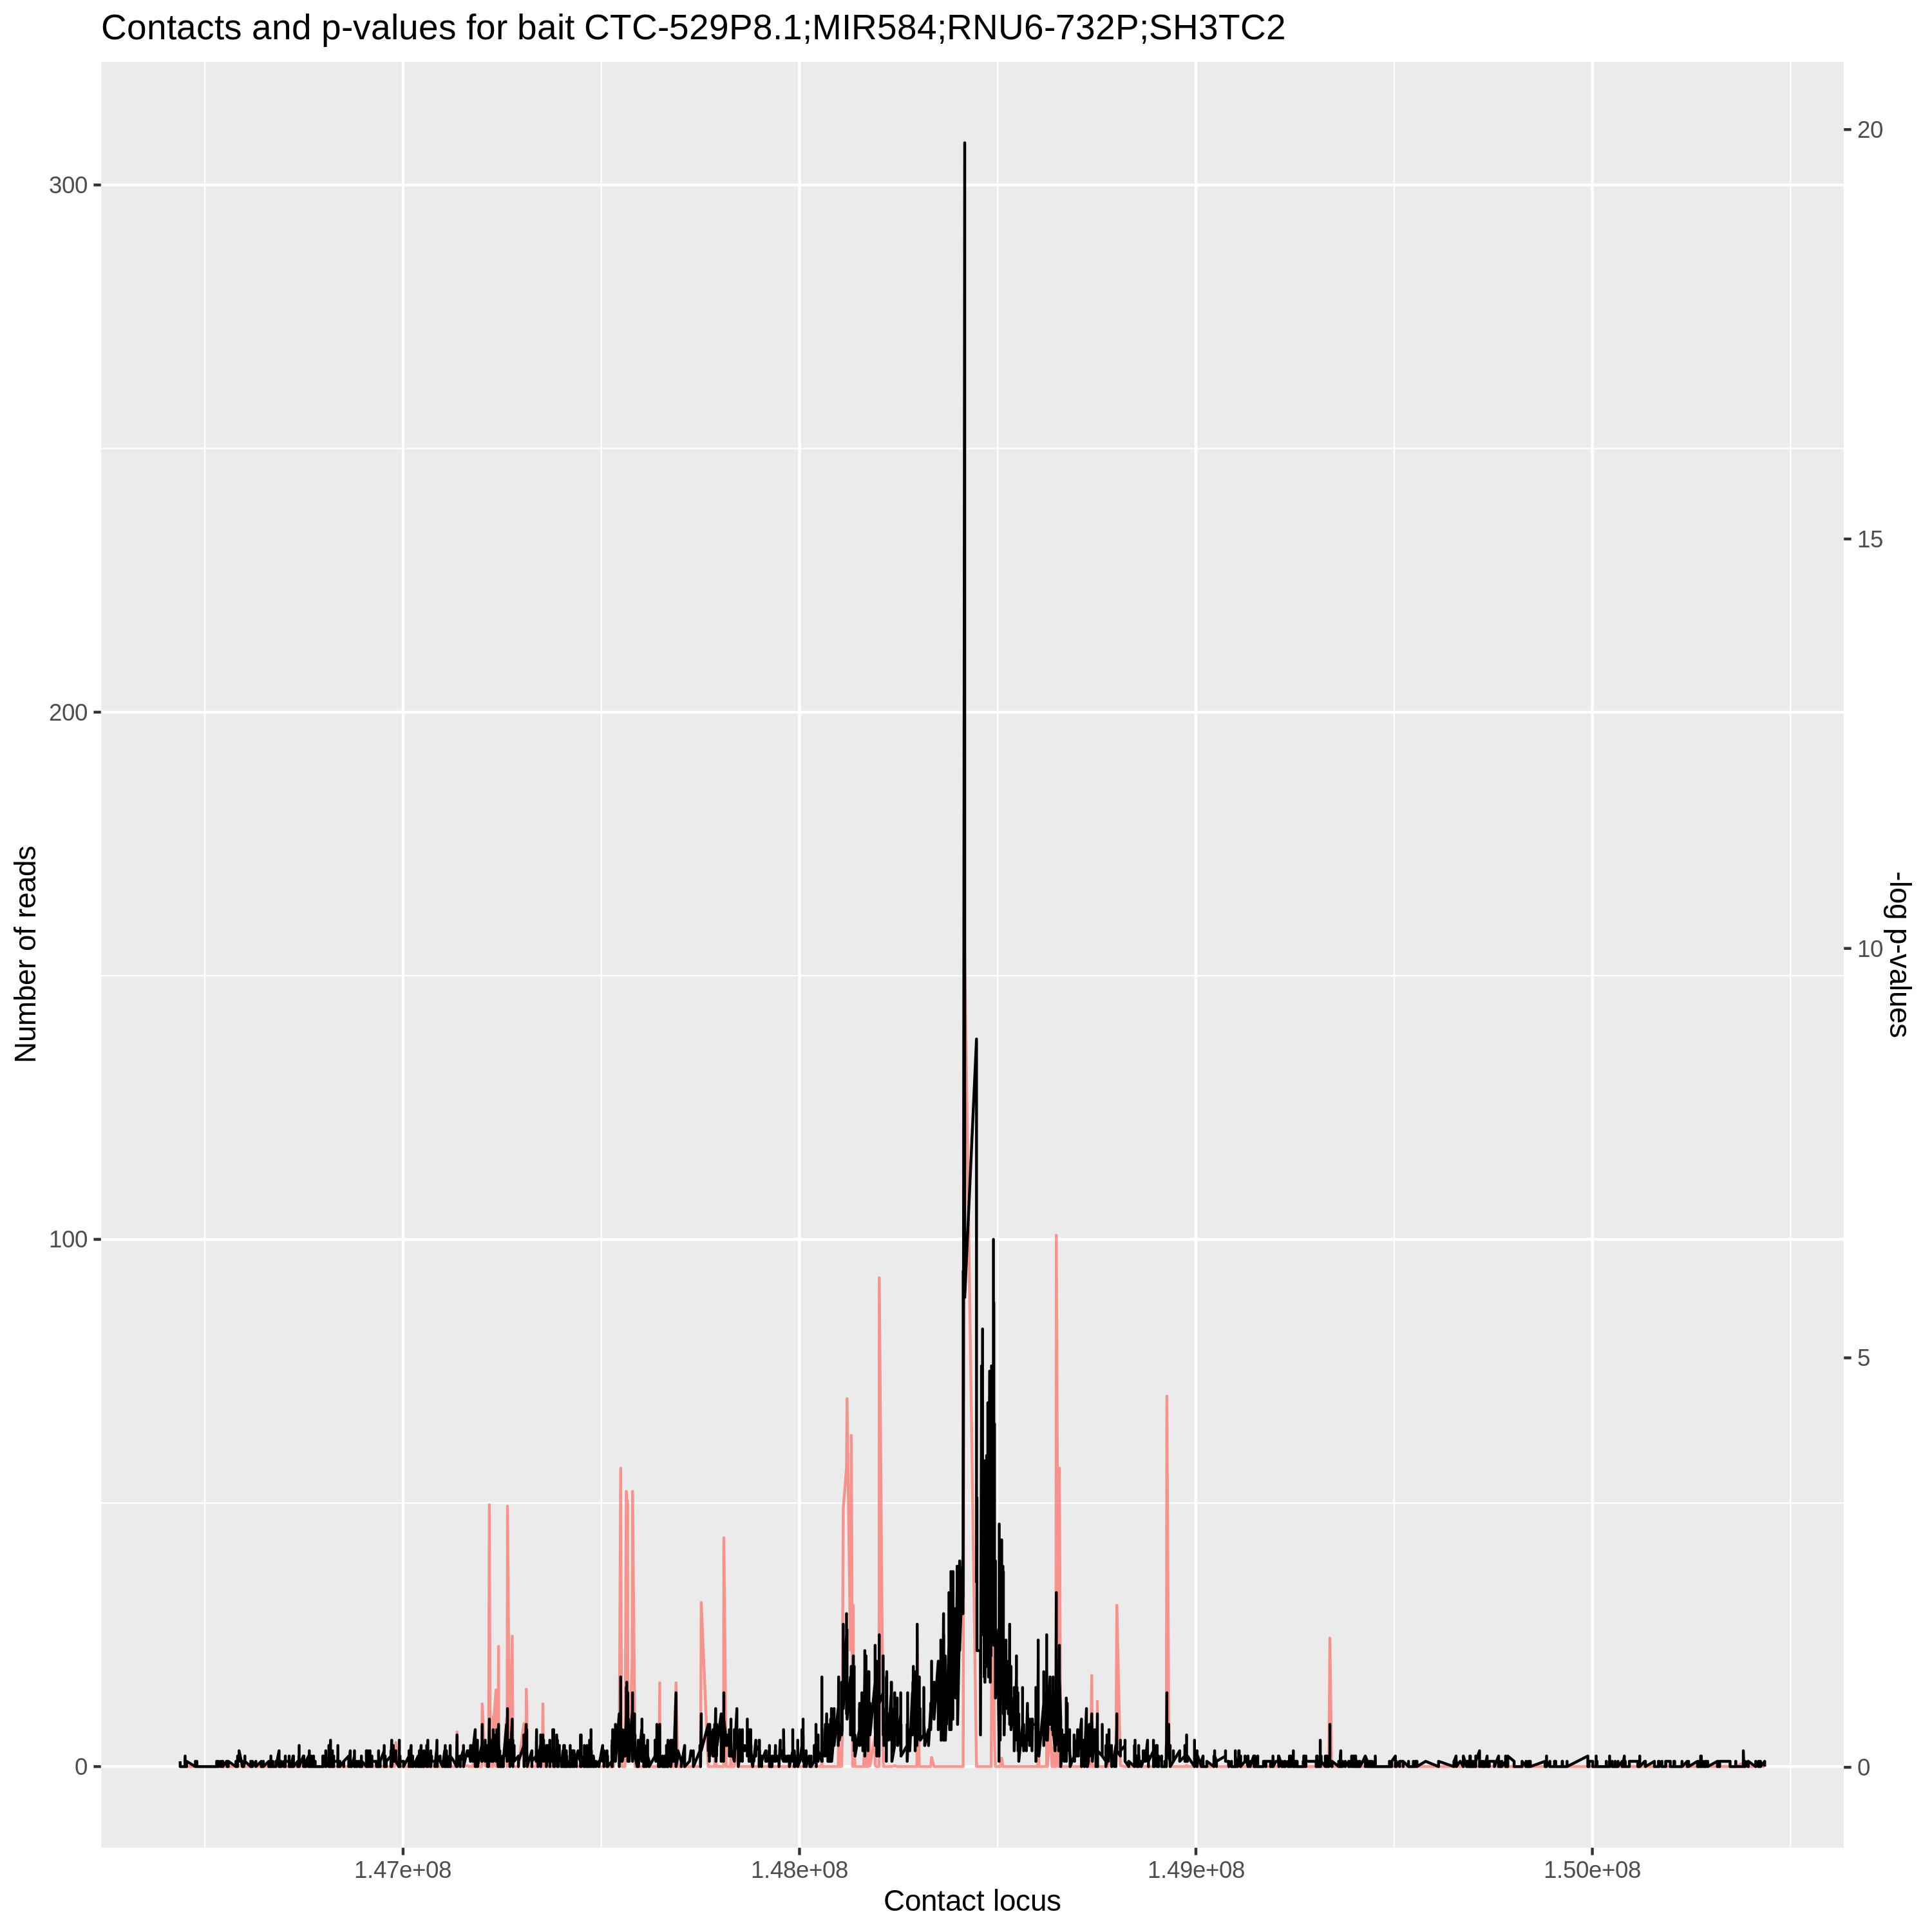 Contacts and p-values for bait CTC-529P8.1;MIR584;RNU6-732P;SH3TC2
300
200
100
0
Number of reads
20
15
10
5
0
-log p-values
1.47e+08
1.48e+08
1.49e+08
1.50e+08
Contact locus